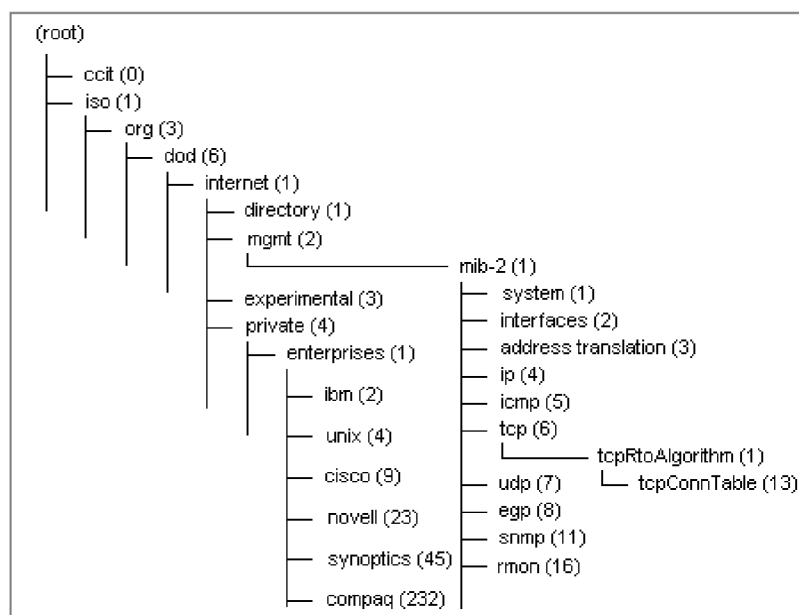 (root)
ccit (0)
iso (1)
org (3)
dod (6)
internet (1)
directory (1)
mgmt (2)
mib-2 (1)
system (1)
interfaces (2)
address translation (3)
ip (4)
icmp (5)
tcp (6)
tcpRtoAlgorithm (1)
tcpConnTable (13)
udp (7)
egp (8)
snmp (11)
rmon (16)
experimental (3)
private (4)
enterprises (1)
ibm (2)
unix (4)
cisco (9)
novell (23)
synoptics (45)
compaq (232)